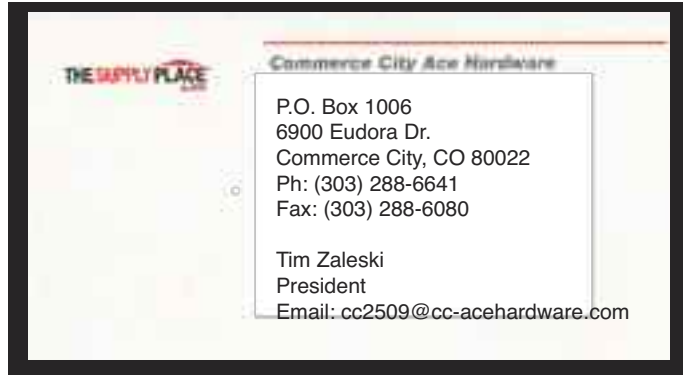 THE SUPPLY PLACE
Commerce City Ace Hardware
P.O. Box 1006
6900 Eudora Dr.
Commerce City, CO 80022
Ph: (303) 288-6641
Fax: (303) 288-6080
Tim Zaleski
President
Email: cc2509@cc-acehardware.com